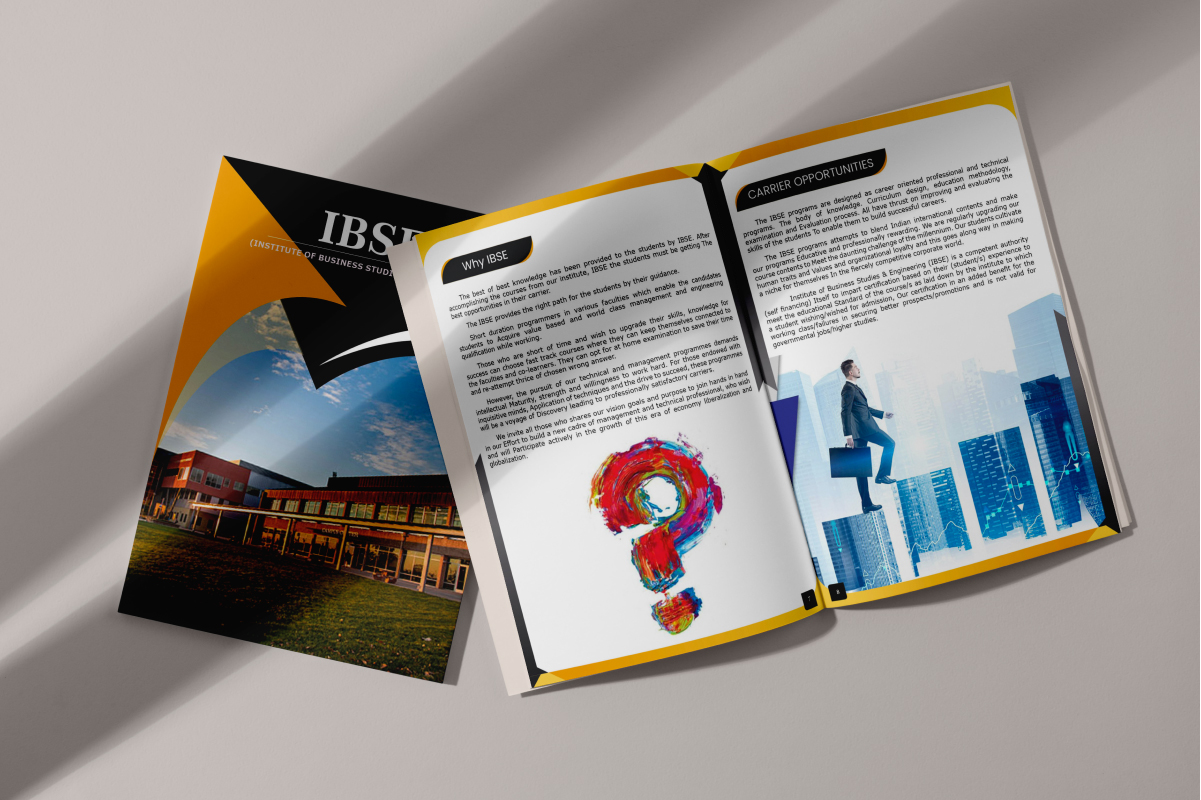 IBSE
(INSTITUTE OF BUSINESS STUDI
Why IBSE
The best of best knowledge has been provided to the students by IBSE. After
accomplishing the courses from our institute, IBSE the students must be getting The
best opportunities in their carrier.
The IBSE provides the right path for the students by their guidance.
Short duration programmers in various faculties which enable the candidates
students to Acquire value based and world class management and engineering
qualification while working.
Those who are short of time and wish to upgrade their skills, knowledge for
success can choose fast track courses where they can keep themselves connected to
the faculties and co-learners. They can opt for at home examination to save their time
and re-attempt thrice of chosen wrong answer.
However, the pursuit of our technical and management programmes demands
intellectual Maturity, strength and willingness to work hard. For those endowed with
inquisitive minds, Application of techniques and the drive to succeed, these programmes
will be a voyage of Discovery leading to professionally satisfactory carriers.
We invite all those who shares our vision goals and purpose to join hands in hand
in our Effort to build a new cadre of management and technical professional, who wish
and will Participate actively in the growth of this era of economy liberalization and
globalization.
7
CARRIER OPPORTUNITIES
The IBSE programs are designed as career oriented professional and technical
programs. The body of knowledge. Curriculum design, education methodology,
examination and Evaluation process. All have thrust on improving and evaluating the
skills of the students To enable them to build successful careers.
The IBSE programs attempts to blend Indian international contents and make
our programs Educative and professionally rewarding. We are regularly upgrading our
course contents to Meet the daunting challenge of the millennium. Our students cultivate
human traits and Values and organizational loyalty and this goes along way in making
a niche for themselves In the fiercely competitive corporate world.
Institute of Business Studies & Engineering (IBSE) is a competent authority
(self financing) Itself to impart certification based on their (student/s) experience to
meet the educational Standard of the course/s as laid down by the institute to which
a student wishing/wished for admission, Our certification in an added benefit for the
working class/failures in securing better prospects/promotions and is not valid for
governmental jobs/higher studies.
8